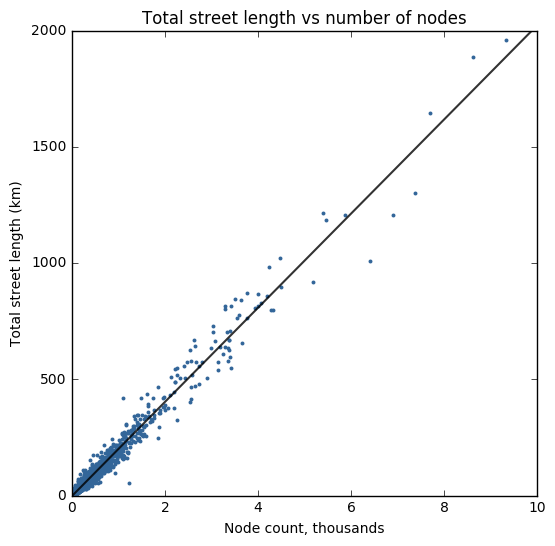 Total street length vs number of nodes
2000
1500
1000
500
0
Total street length (km)
0 2 4 6 8 10
Node count, thousands